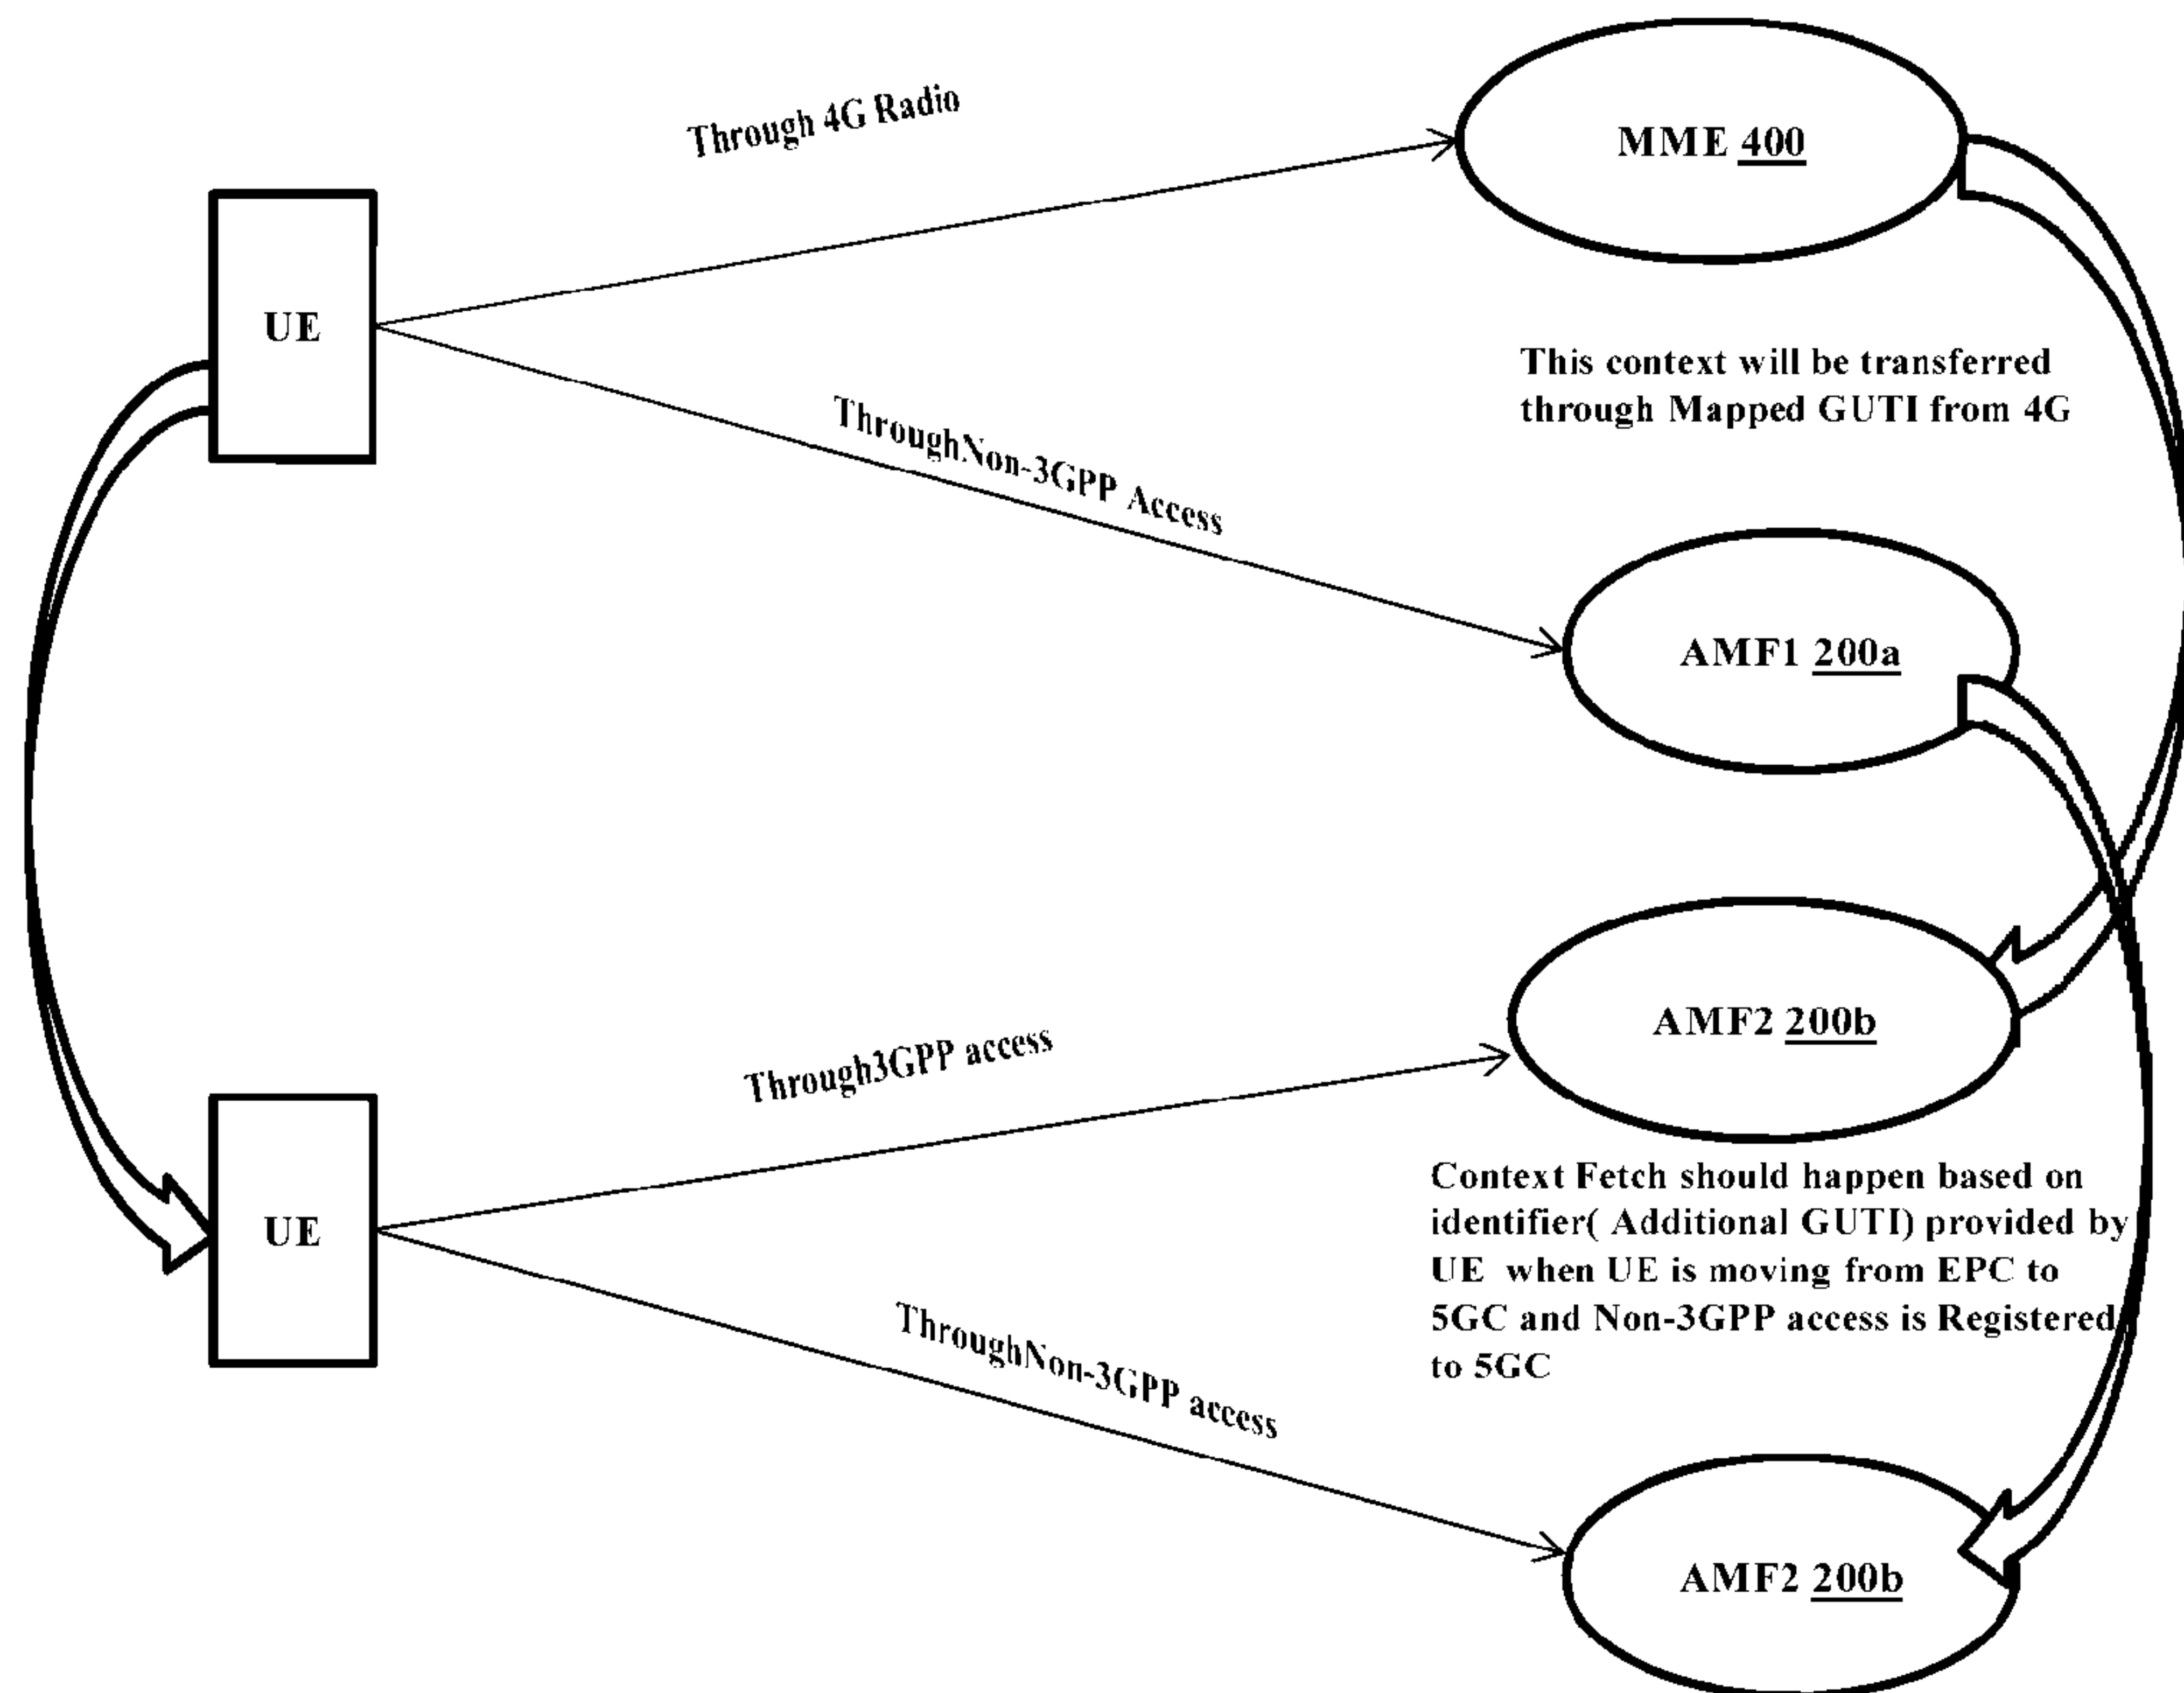 Through 4G Radio
MME 400
UE
This context will be transferred
through Mapped GUTI from 4G
ThroughNon-3GPP Access
AMF1 200a
AMF2 200b
Through3GPP access
UE
Context Fetch should happen based on
identifier( Additional GUTI) provided by
UE when UE is moving from EPC to
5GC and Non-3GPP access is Registered
to 5GC
ThroughNon-3GPP access
AMF2 200b